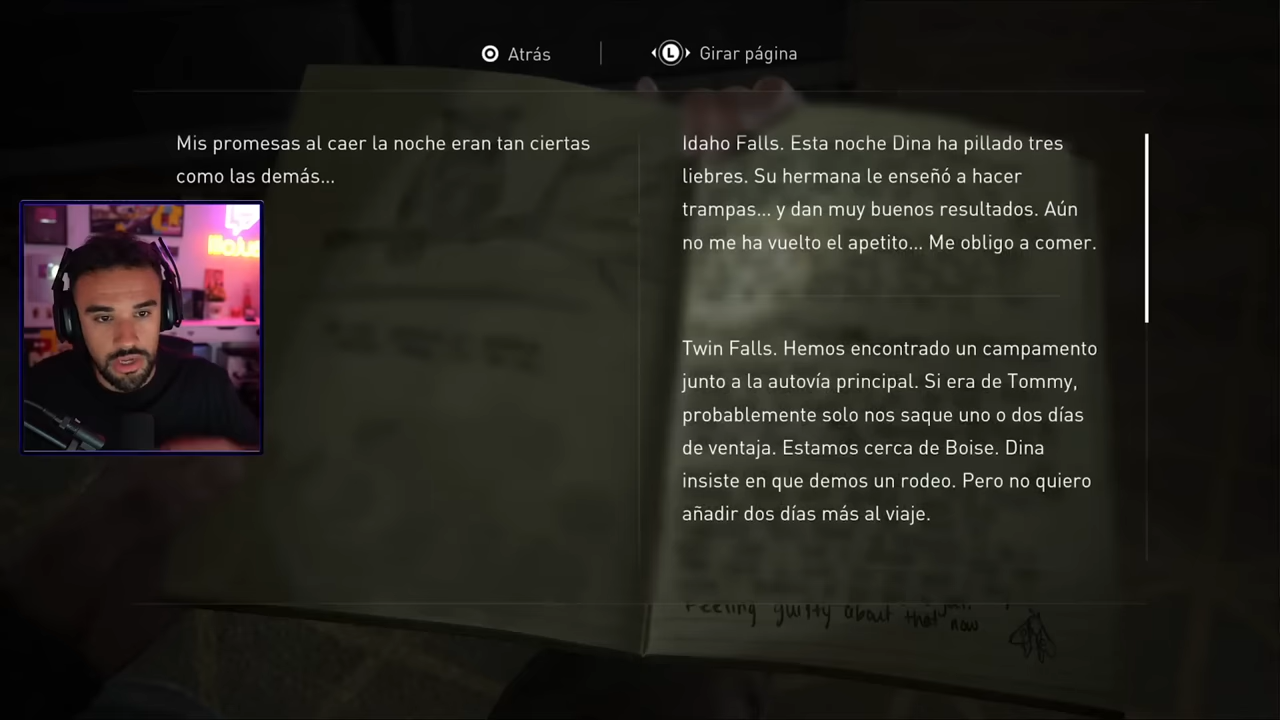 Atrás
Girar página
Mis promesas al caer la noche eran tan ciertas
como las demás...
Idaho Falls. Esta noche Dina ha pillado tres
liebres. Su hermana le enseñó a hacer
trampas... y dan muy buenos resultados. Aún
no me ha vuelto el apetito... Me obligo a comer.
Twin Falls. Hemos encontrado un campamento
junto a la autovía principal. Si era de Tommy,
probablemente solo nos saque uno o dos días
de ventaja. Estamos cerca de Boise. Dina
insiste en que demos un rodeo. Pero no quiero
añadir dos días más al viaje.
Feeling guilty about that now